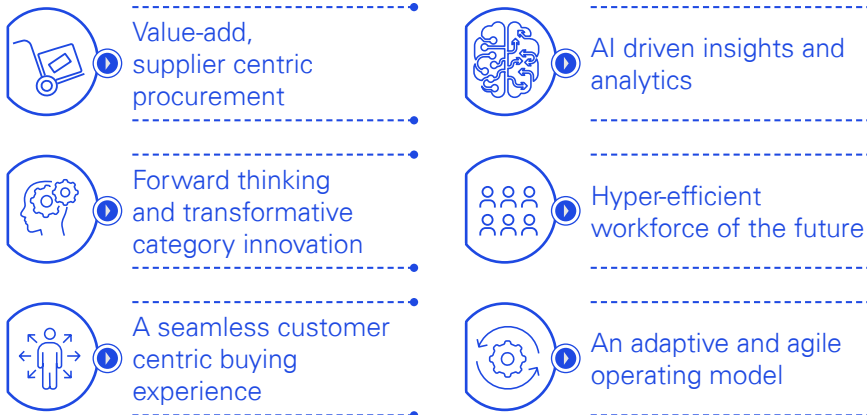 Value-add,
supplier centric
procurement
AI driven insights and
analytics
Forward thinking
and transformative
category innovation
Hyper-efficient
workforce of the future
A seamless customer
centric buying
experience
An adaptive and agile
operating model